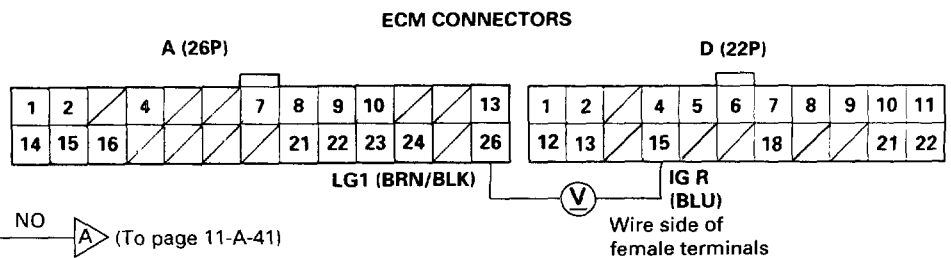 ECM CONNECTORS
A (26P)
D (22P)
1 2 4 7 8 9 10 13
14 15 16 21 22 23 24 26
1 2 4 5 6 7 8 9 10 11
12 13 15 18 21 22
LG1 (BRN/BLK)
IG R
(BLU)
V
Wire side of
female terminals
NO
A (To page 11-A-41)